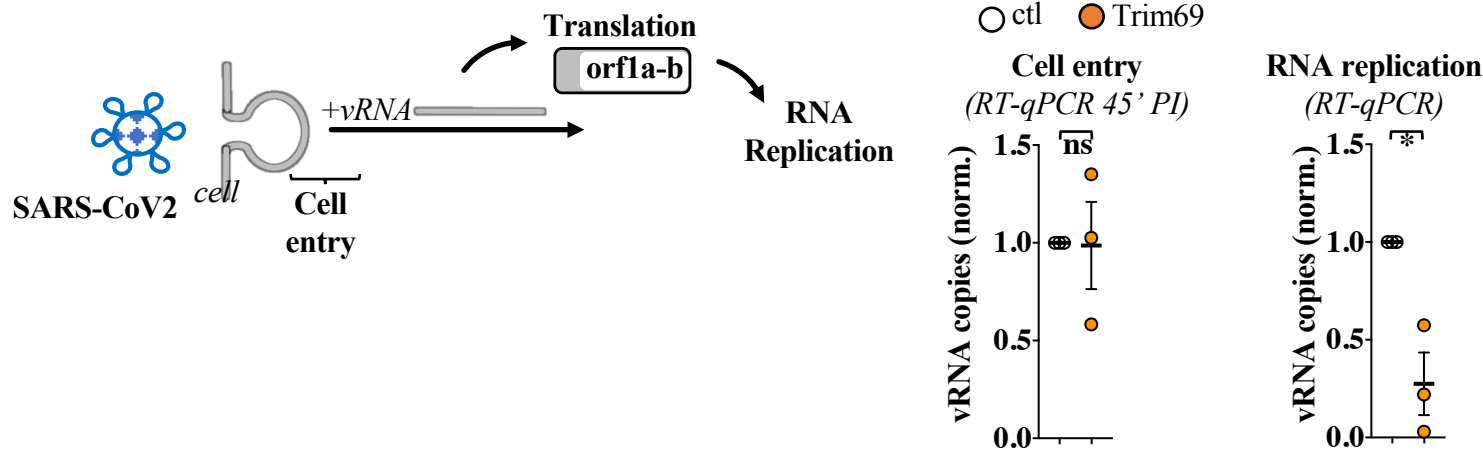 Translation
orf1a-b
+vRNA
RNA
Replication
SARS-CoV2
cell
Cell
entry
ctl Trim69
Cell entry
(RT-qPCR 45’ PI)
ns
vRNA copies (norm.)
1.5
1.0
0.5
0.0
RNA replication
(RT-qPCR)
*
vRNA copies (norm.)
1.5
1.0
0.5
0.0